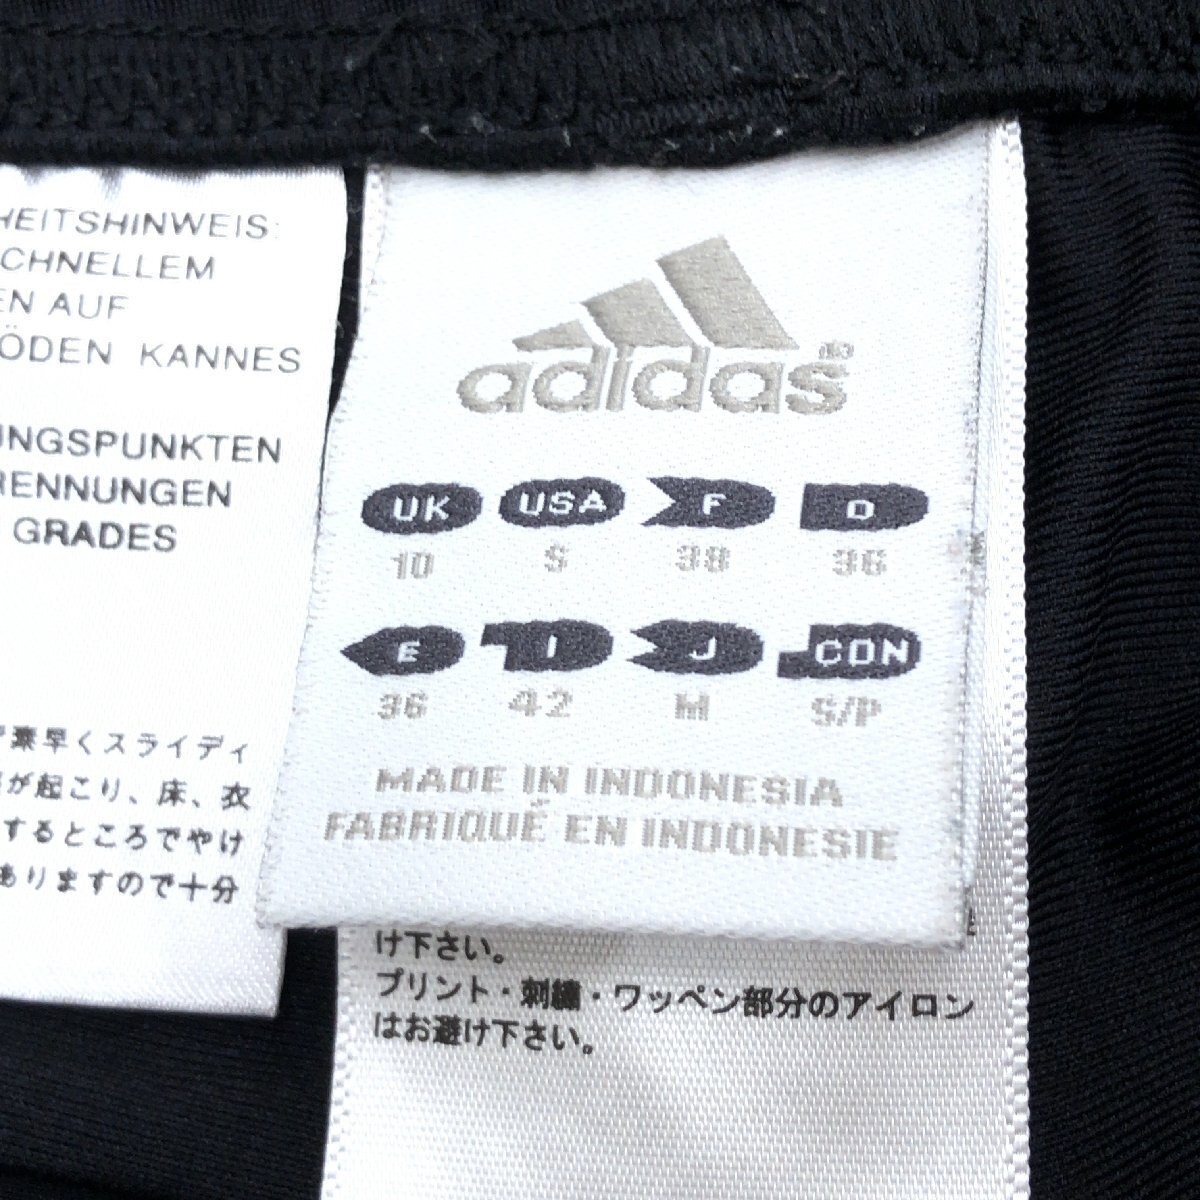 HEITSHINWEIS:
CHNELLEM
EN AUF
ÖDEN KANNES
UNGSPUNKTEN
RENNUNGEN
GRADES
素早くスライディ
が起こり、床、衣
するところでやけ
ありますので十分
adidas
UK USA F D
10 S 38 36
E I J CDN
36 42 M S/P
MADE IN INDONESIA
FABRIQUÉ EN INDONESIE
け下さい。
プリント・刺繍・ワッペン部分のアイロン
はお避け下さい。